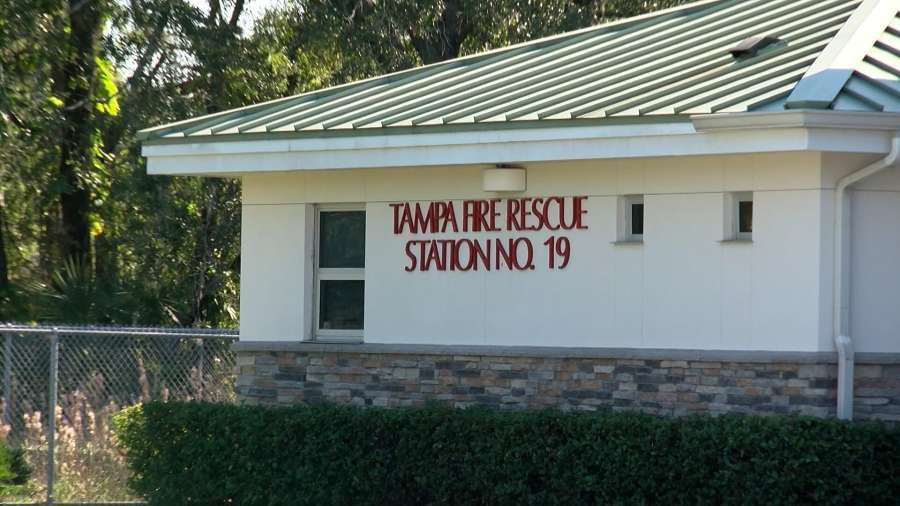 TAMPA FIRE RESCUE
STATION NO. 19